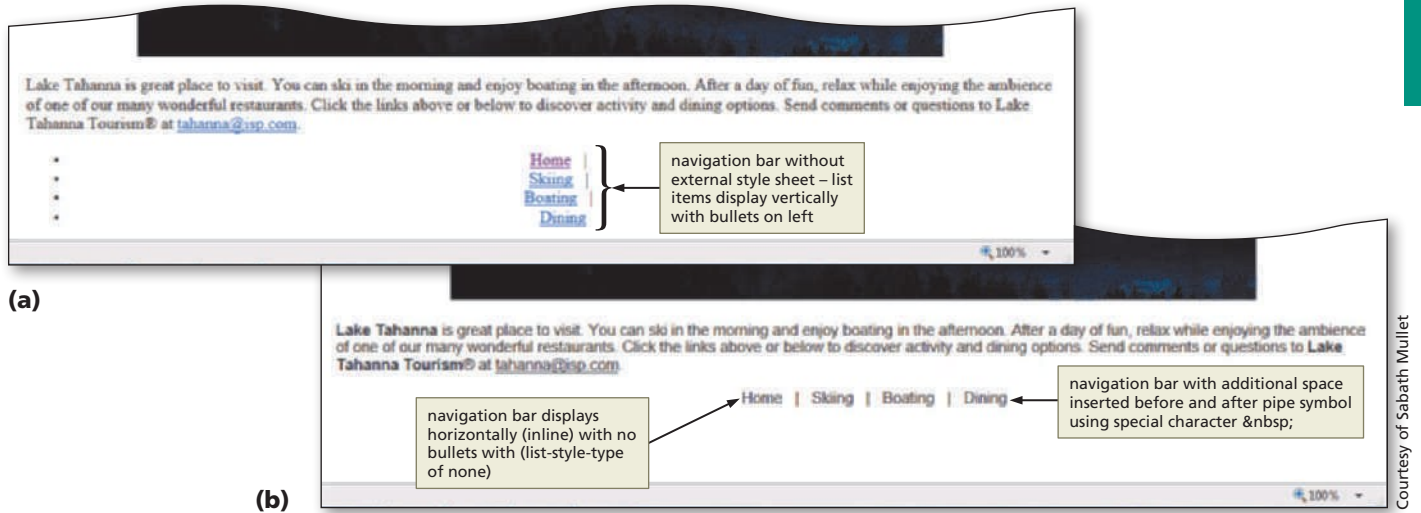 Lake Tahanna is great place to visit. You can ski in the morning and enjoy boating in the afternoon. After a day of fun, relax while enjoying the ambience
of one of our many wonderful restaurants. Click the links above or below to discover activity and dining options. Send comments or questions to Lake
Tahanna Tourism® at tahanna@isp.com.
• Home |
• Skiing |
• Boating |
• Dining
navigation bar without
external style sheet – list
items display vertically
with bullets on left
100%
(a)
Lake Tahanna is great place to visit. You can ski in the morning and enjoy boating in the afternoon. After a day of fun, relax while enjoying the ambience
of one of our many wonderful restaurants. Click the links above or below to discover activity and dining options. Send comments or questions to Lake
Tahanna Tourism® at tahanna@isp.com.
Home | Skiing | Boating | Dining
navigation bar displays
horizontally (inline) with no
bullets with (list-style-type
of none)
navigation bar with additional space
inserted before and after pipe symbol
using special character &nbsp;
100%
(b)
Courtesy of Sabath Mullet